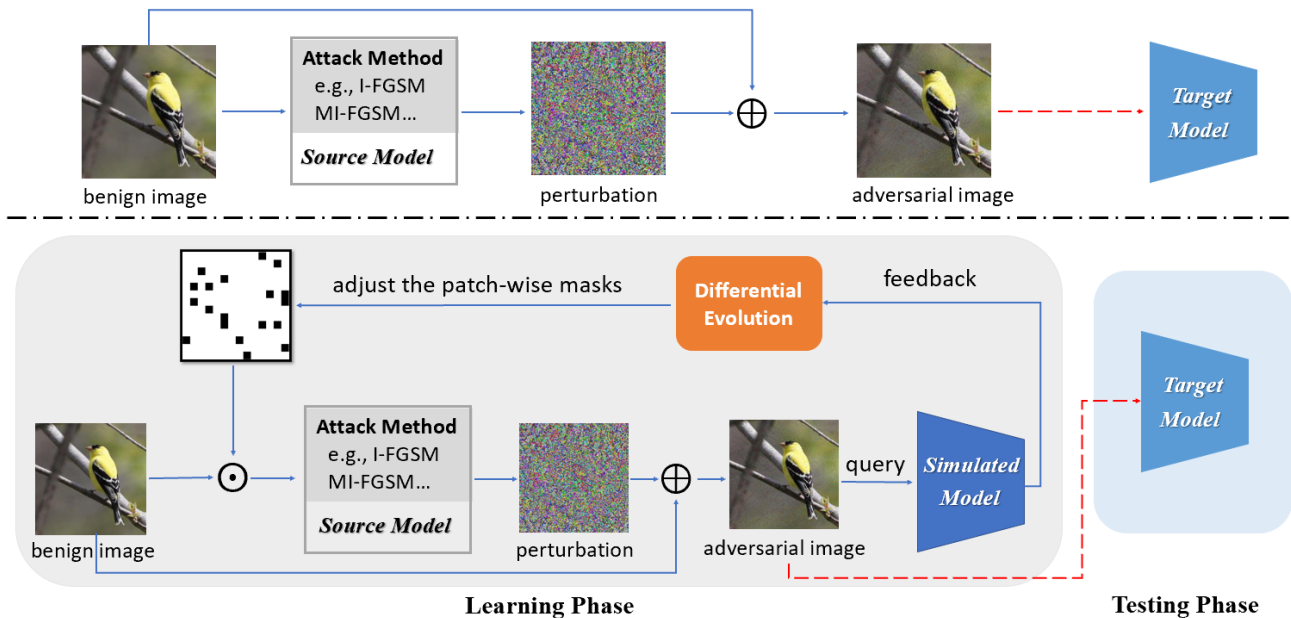 Attack Method
e.g., I-FGSM
MI-FGSM...
Source Model
benign image
perturbation
adversarial image
Target
Model
adjust the patch-wise masks
Differential
Evolution
feedback
Attack Method
e.g., I-FGSM
MI-FGSM...
Source Model
benign image
perturbation
adversarial image
query
Simulated
Model
Target
Model
Learning Phase
Testing Phase